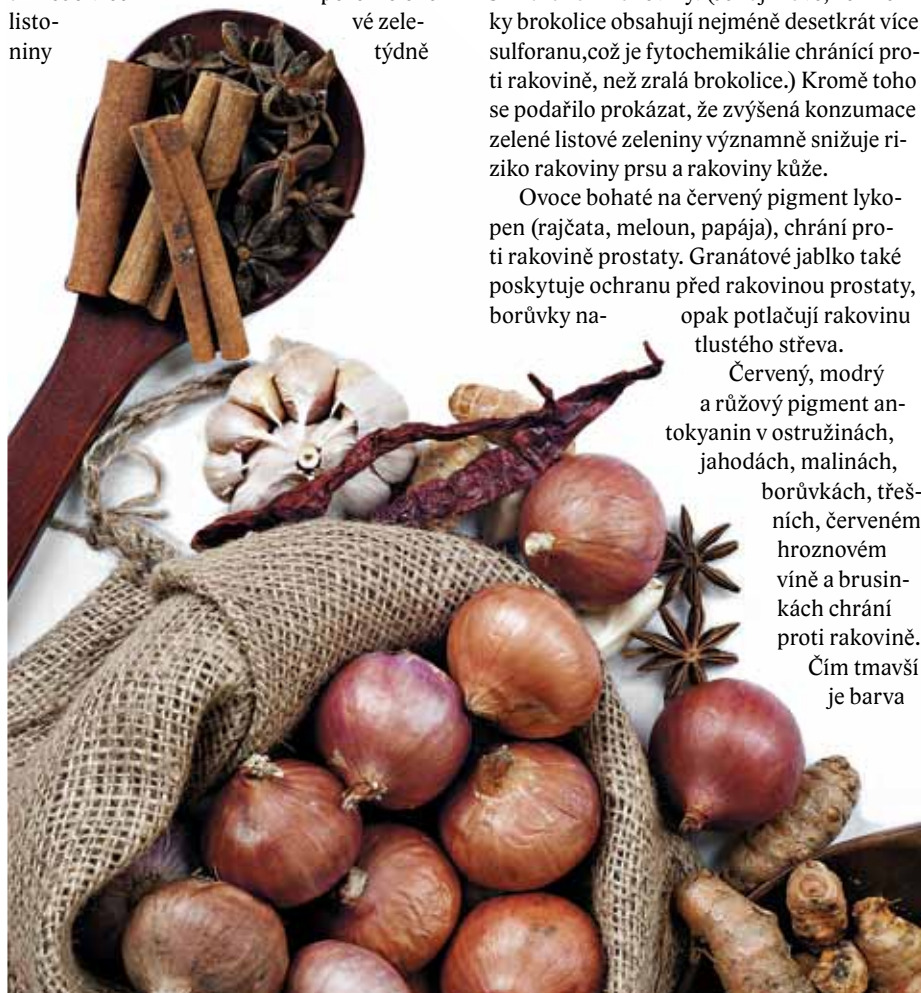 listo- vé zele-
niny týdně
ky brokolice obsahují nejméně desetkrát více
sulforanu,což je fytochemikálie chránící pro-
ti rakovině, než zralá brokolice.) Kromě toho
se podařilo prokázat, že zvýšená konzumace
zelené listové zeleniny významně snižuje ri-
ziko rakoviny prsu a rakoviny kůže.
Ovoce bohaté na červený pigment lyko-
pen (rajčata, meloun, papája), chrání pro-
ti rakovině prostaty. Granátové jablko také
poskytuje ochranu před rakovinou prostaty,
borůvky na- opak potlačují rakovinu
tlustého střeva.
Červený, modrý
a růžový pigment an-
tokyanin v ostružinách,
jahodách, malinách,
borůvkách, třeš-
ních, červeném
hroznovém
víně a brusin-
kách chrání
proti rakovině.
Čím tmavší
je barva